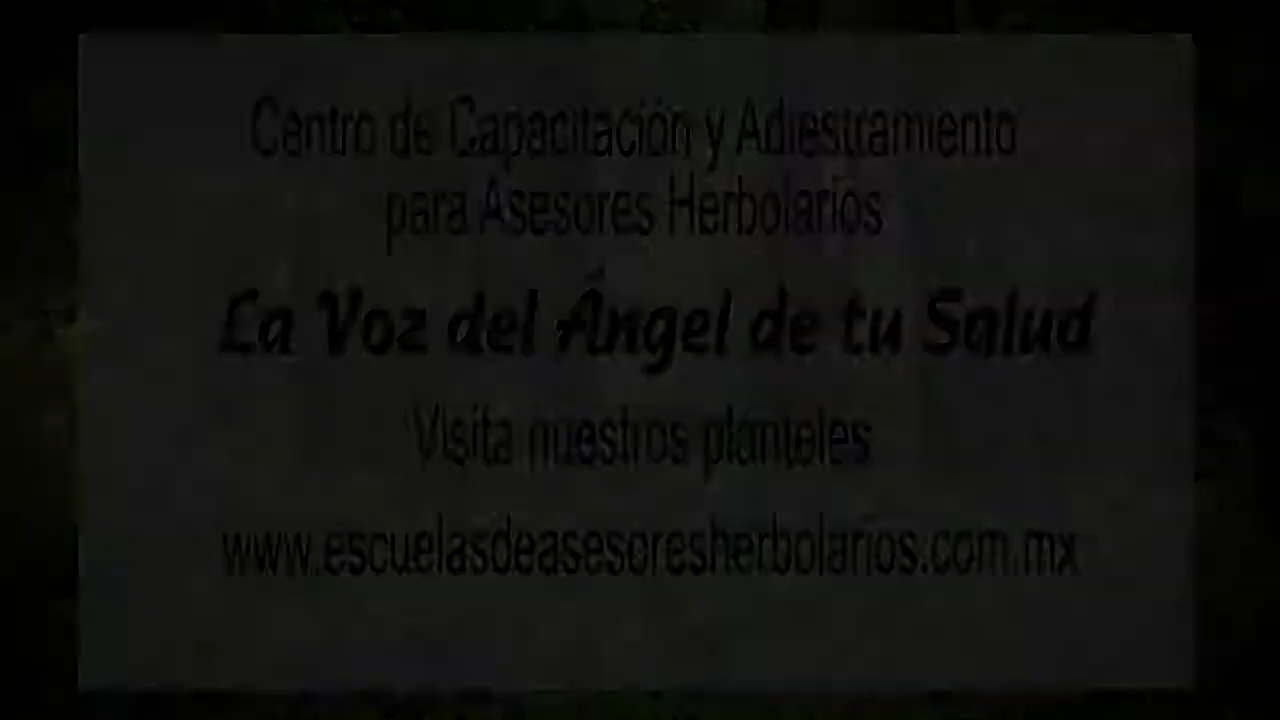 Centro de Capacitación y Adiestramiento
para Asesores Herbolarios
La Voz del Ángel de tu Salud
Visita nuestros planteles
www.escuelasdeasesoresherbolarios.com.mx